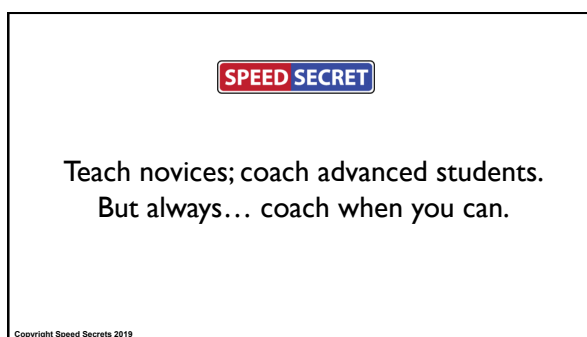 SPEED SECRET
Teach novices; coach advanced students.
But always… coach when you can.
Copyright Speed Secrets 2019